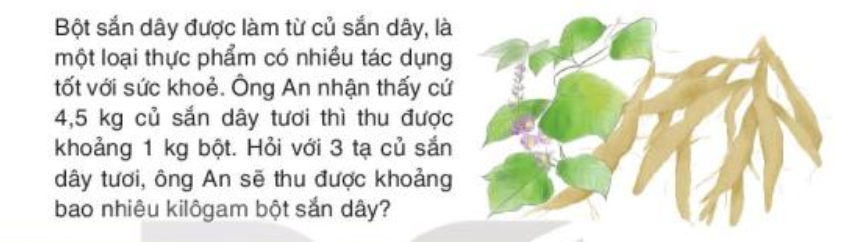 Bột sắn dây được làm từ củ sắn dây, là
một loại thực phẩm có nhiều tác dụng
tốt với sức khoẻ. Ông An nhận thấy cứ
4,5 kg củ sắn dây tươi thì thu được
khoảng 1 kg bột. Hỏi với 3 tạ củ sắn
dây tươi, ông An sẽ thu được khoảng
bao nhiêu kilôgam bột sắn dây?